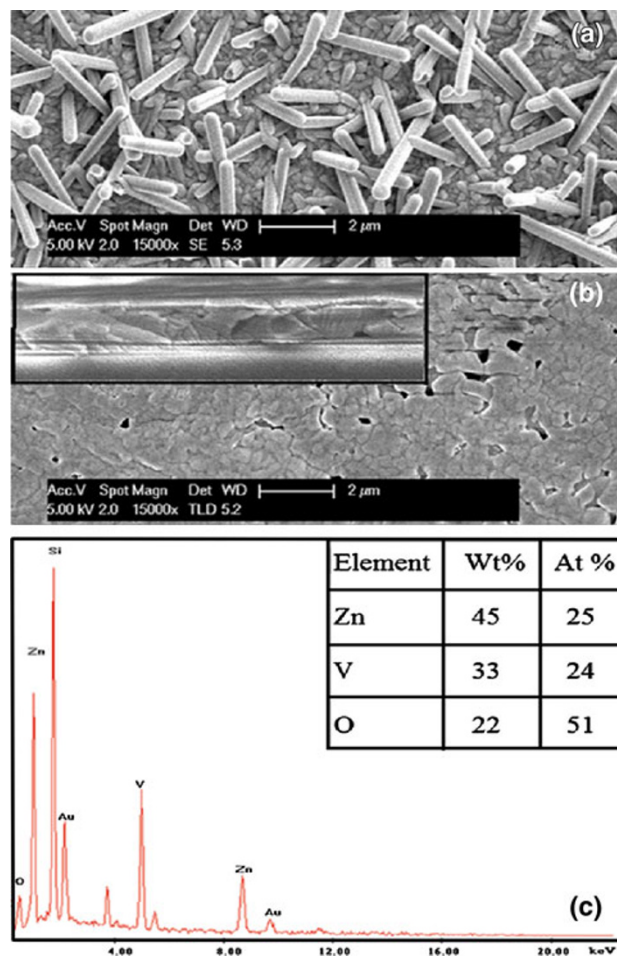 (a)
Acc.V Spot Magn Det WD 2 µm
5.00 kV 2.0 15000x SE 5.3
(b)
Acc.V Spot Magn Det WD 2 µm
5.00 kV 2.0 15000x TLD 5.2
Element Wt% At %
Zn 45 25
V 33 24
O 22 51
Si
Zn
Au
V
O
Zn
Au
(c)
4.00 8.00 12.00 16.00 20.00 keV